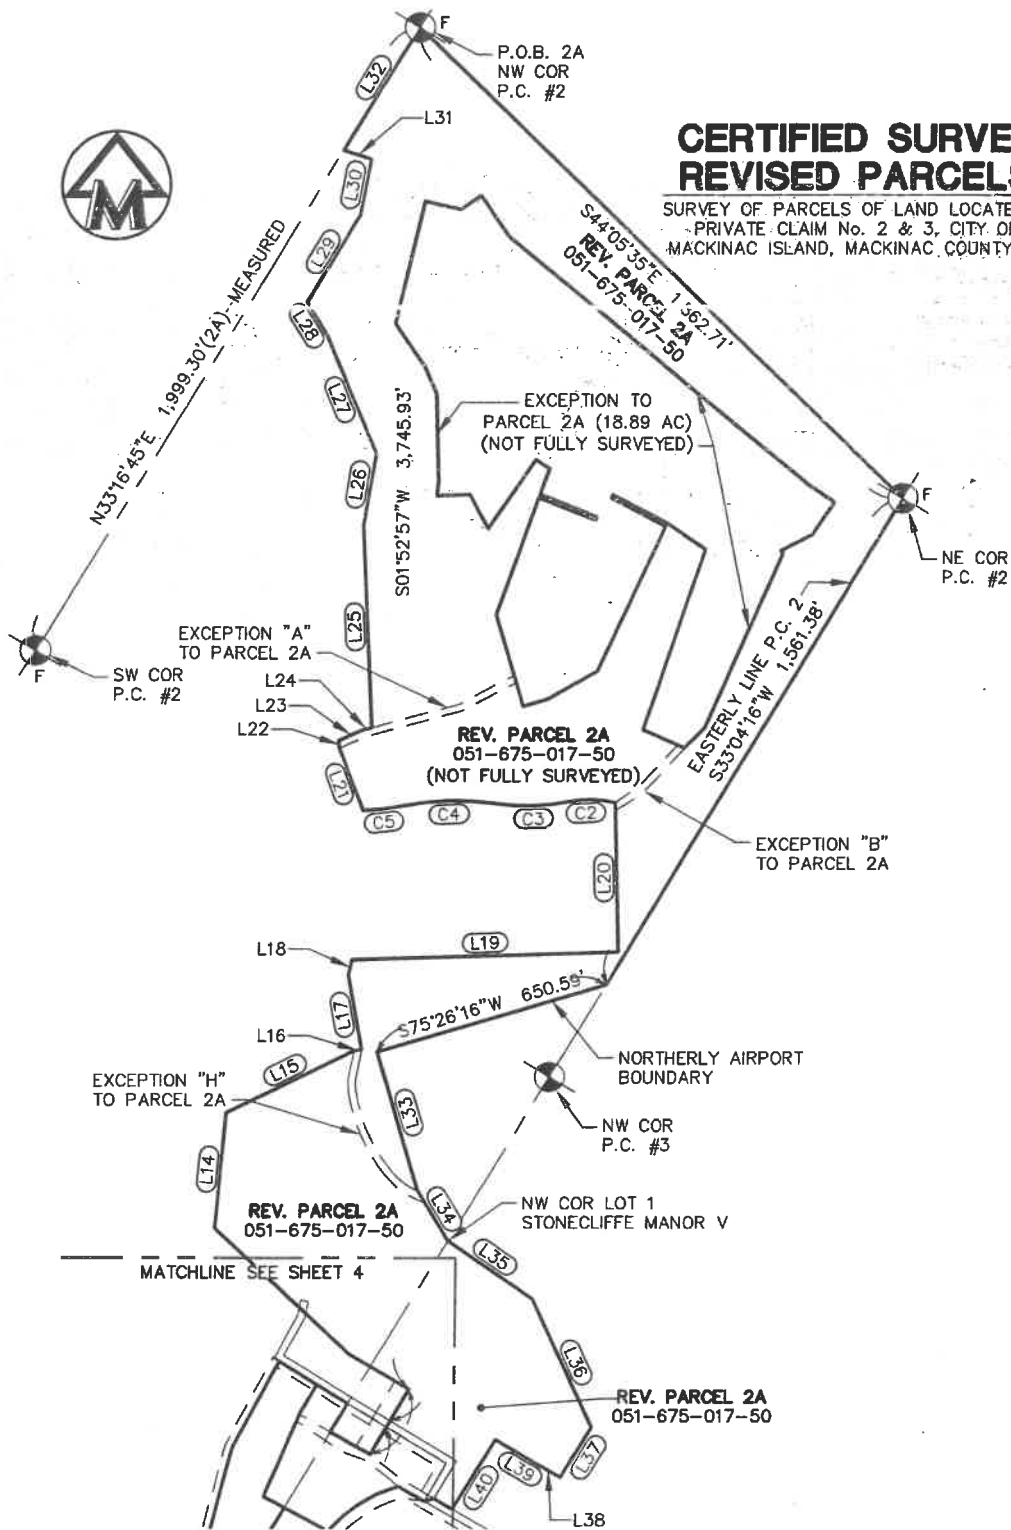 F
P.O.B. 2A
NW COR
P.C. #2
L32
L31
CERTIFIED SURVE
REVISED PARCELS
SURVEY OF PARCELS OF LAND LOCATE
PRIVATE CLAIM No. 2 & 3, CITY OF
MACKINAC ISLAND, MACKINAC COUNTY
M
L30
L29
L28
L27
L26
L25
N33°16'45"E 1,999.30'(2A)-MEASURED
S44°05'35"E
REV. PARCEL 2A
051-675-017-50
S01°52'57"W 3,745.93'
EXCEPTION TO
PARCEL 2A (18.89 AC)
(NOT FULLY SURVEYED)
F
NE COR
P.C. #2
EASTERLY LINE P.C. 2
S33°04'16"W 1,561.38'
F
SW COR
P.C. #2
EXCEPTION "A"
TO PARCEL 2A
L24
L23
L22
L21
REV. PARCEL 2A
051-675-017-50
(NOT FULLY SURVEYED)
C5
C4
C3
C2
EXCEPTION "B"
TO PARCEL 2A
L20
L19
L18
L17
L16
S75°26'16"W 650.59'
NORTHERLY AIRPORT
BOUNDARY
L15
EXCEPTION "H"
TO PARCEL 2A
L33
NW COR
P.C. #3
L14
REV. PARCEL 2A
051-675-017-50
L34
NW COR LOT 1
STONECLIFFE MANOR V
L35
MATCHLINE SEE SHEET 4
L36
REV. PARCEL 2A
051-675-017-50
L37
L39
L40
L38